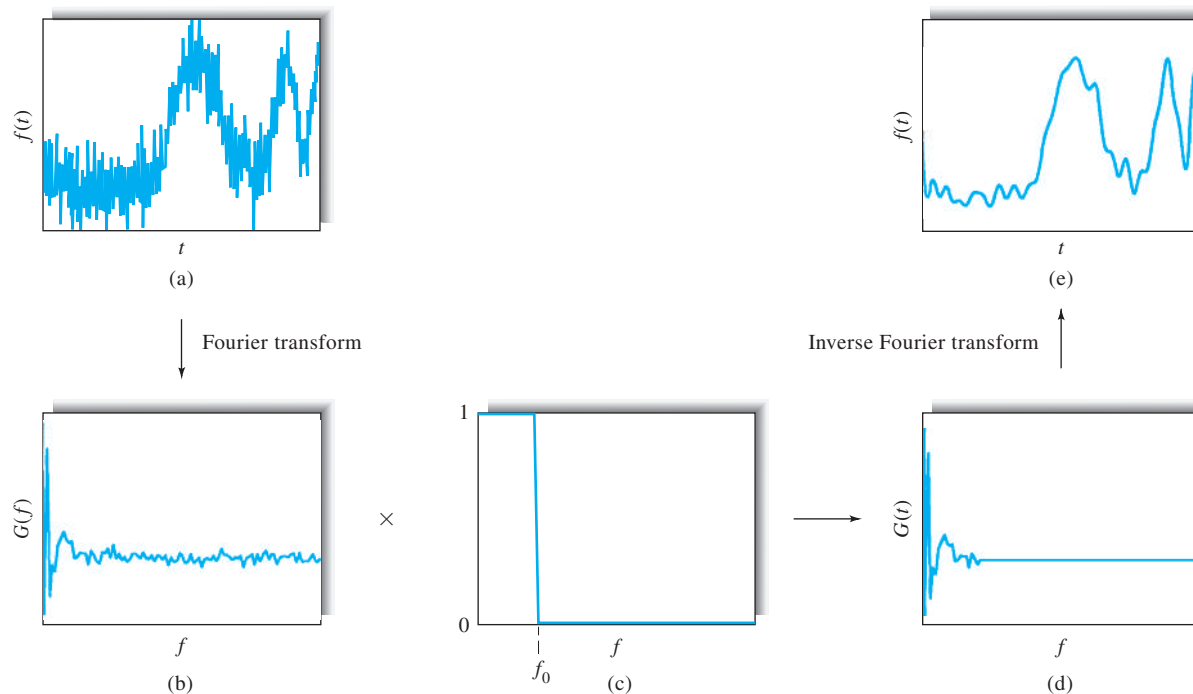 f(t)
t
(a)
f(t)
t
(e)
Fourier transform
Inverse Fourier transform
G(f)
f
(b)
×
1
0
f₀
f
(c)
G(t)
f
(d)